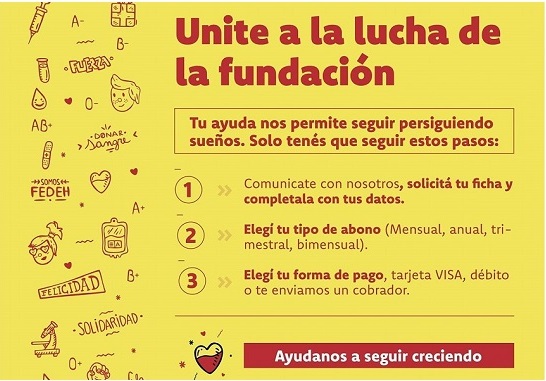 Unite a la lucha de
la fundación
Tu ayuda nos permite seguir persiguiendo
sueños. Solo tenés que seguir estos pasos:
1 » Comunicate con nosotros, solicitá tu ficha y
completala con tus datos.
2 » Elegí tu tipo de abono (Mensual, anual, tri-
mestral, bimensual).
3 » Elegí tu forma de pago, tarjeta VISA, débito
o te enviamos un cobrador.
Ayudanos a seguir creciendo
A-
B-
FUERZA
O-
AB+
DONAR
sangre
SOMOS
FEDEH
A+
B+
FELICIDAD
SOLIDARIDAD
A-
O+